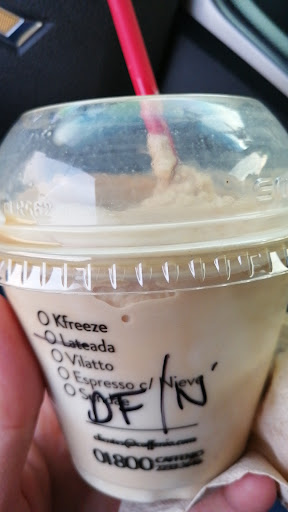 Kfreeze
Lateada
Vilatto
Espresso c/ Nieve
DF/N
01800 CAFFENIO